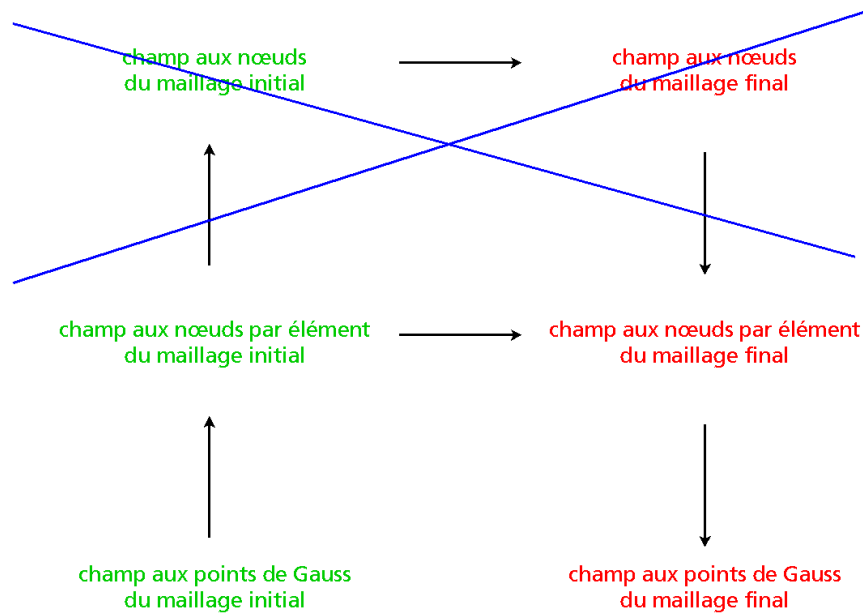 champ aux nœuds
du maillage initial
champ aux nœuds
du maillage final
champ aux nœuds par élément
du maillage initial
champ aux nœuds par élément
du maillage final
champ aux points de Gauss
du maillage initial
champ aux points de Gauss
du maillage final